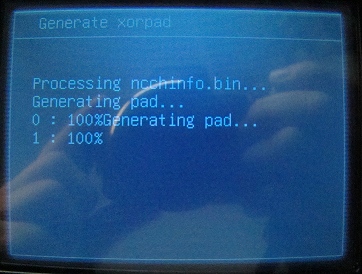 Generate xorpad
Processing ncchinfo.bin...
Generating pad...
0 : 100%Generating pad...
1 : 100%